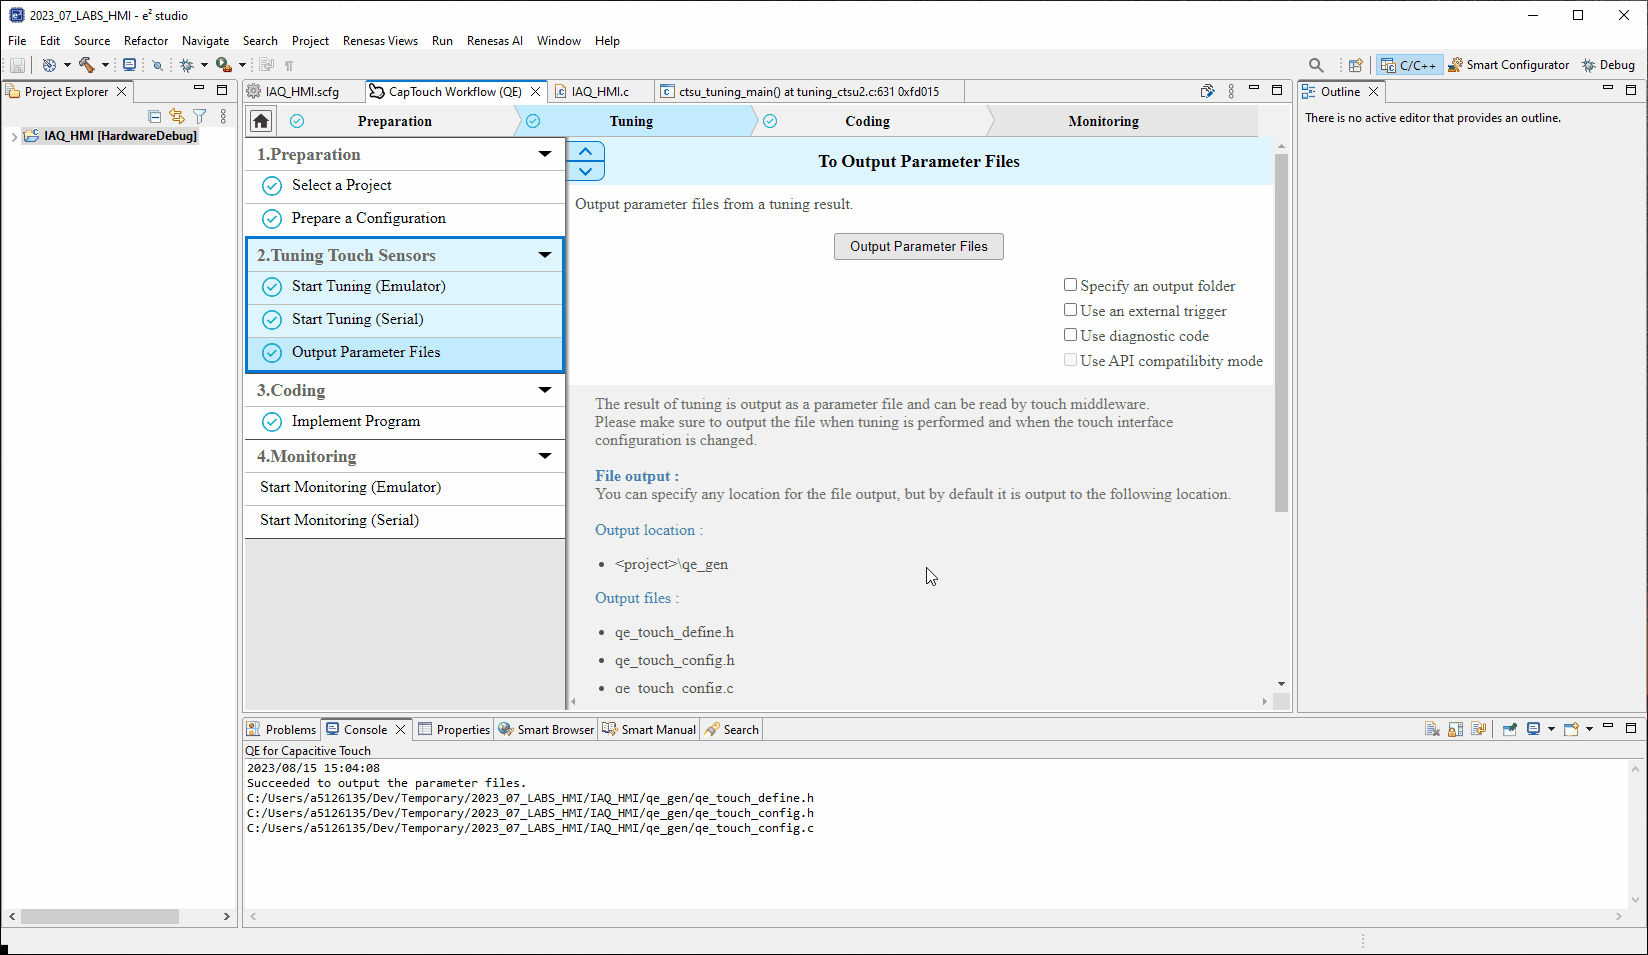 2023_07_LABS_HMI - e² studio
File Edit Source Refactor Navigate Search Project Renesas Views Run Renesas AI Window Help
C/C++ Smart Configurator Debug
Project Explorer
IAQ_HMI [HardwareDebug]
IAQ_HMI.scfg CapTouch Workflow (QE) IAQ_HMI.c ctsu_tuning_main() at tuning_ctsu2.c:631 0xfd015
Preparation Tuning Coding Monitoring
1.Preparation
Select a Project
Prepare a Configuration
2.Tuning Touch Sensors
Start Tuning (Emulator)
Start Tuning (Serial)
Output Parameter Files
3.Coding
Implement Program
4.Monitoring
Start Monitoring (Emulator)
Start Monitoring (Serial)
To Output Parameter Files
Output parameter files from a tuning result.
Output Parameter Files
Specify an output folder
Use an external trigger
Use diagnostic code
Use API compatilibity mode
The result of tuning is output as a parameter file and can be read by touch middleware.
Please make sure to output the file when tuning is performed and when the touch interface
configuration is changed.
File output :
You can specify any location for the file output, but by default it is output to the following location.
Output location :
• <project>\qe_gen
Output files :
• qe_touch_define.h
• qe_touch_config.h
• qe_touch_config.c
Outline
There is no active editor that provides an outline.
Problems Console Properties Smart Browser Smart Manual Search
QE for Capacitive Touch
2023/08/15 15:04:08
Succeeded to output the parameter files.
C:/Users/a5126135/Dev/Temporary/2023_07_LABS_HMI/IAQ_HMI/qe_gen/qe_touch_define.h
C:/Users/a5126135/Dev/Temporary/2023_07_LABS_HMI/IAQ_HMI/qe_gen/qe_touch_config.h
C:/Users/a5126135/Dev/Temporary/2023_07_LABS_HMI/IAQ_HMI/qe_gen/qe_touch_config.c